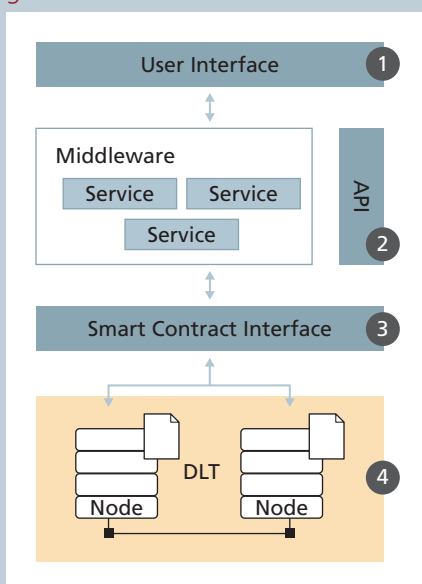 User Interface
1
Middleware
Service Service
Service
API
2
Smart Contract Interface
3
DLT
4
Node Node